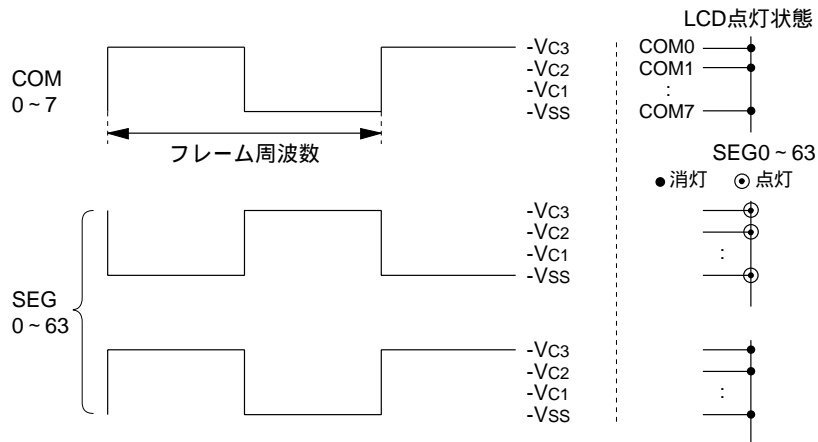 LCD点灯状態
COM
0~7
-VC3
-VC2
-VC1
-VSS
COM0
COM1
:
COM7
フレーム周波数
SEG0~63
●消灯 ◉点灯
SEG
0~63
-VC3
-VC2
-VC1
-VSS
:
-VC3
-VC2
-VC1
-VSS
: